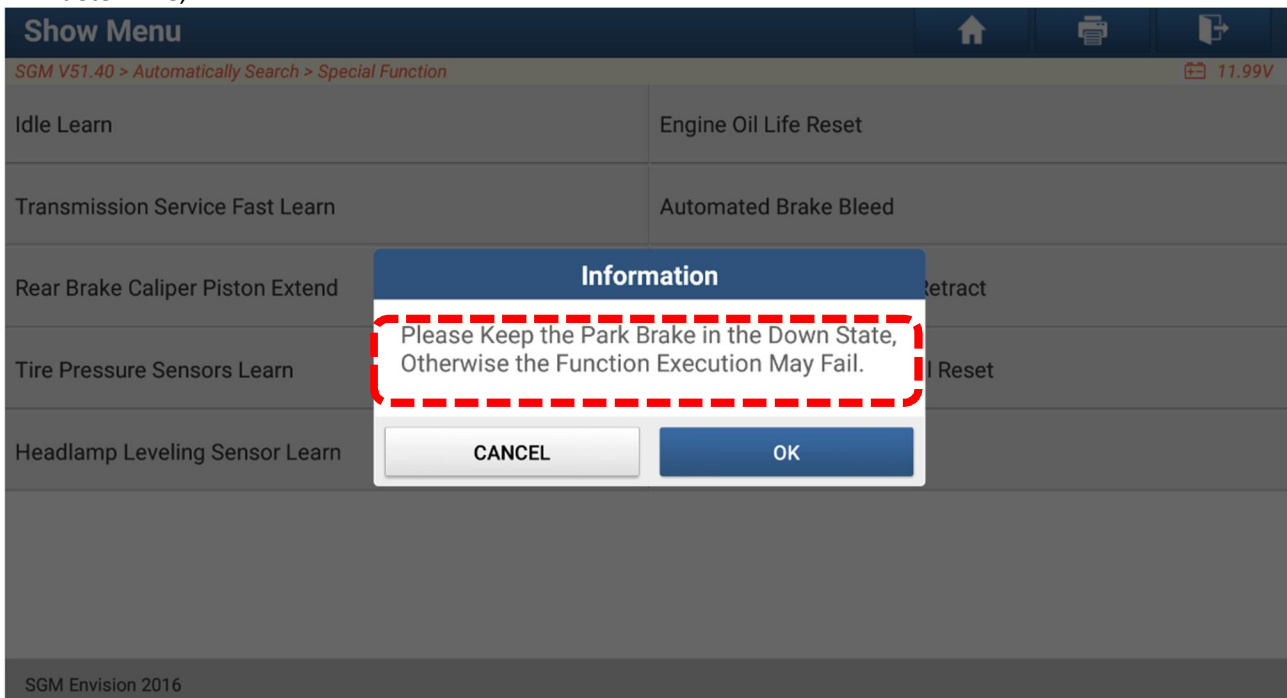 Show Menu
SGM V51.40 > Automatically Search > Special Function
11.99V
Idle Learn
Engine Oil Life Reset
Transmission Service Fast Learn
Automated Brake Bleed
Rear Brake Caliper Piston Extend
Retract
Tire Pressure Sensors Learn
Reset
Headlamp Leveling Sensor Learn
Information
Please Keep the Park Brake in the Down State,
Otherwise the Function Execution May Fail.
CANCEL
OK
SGM Envision 2016